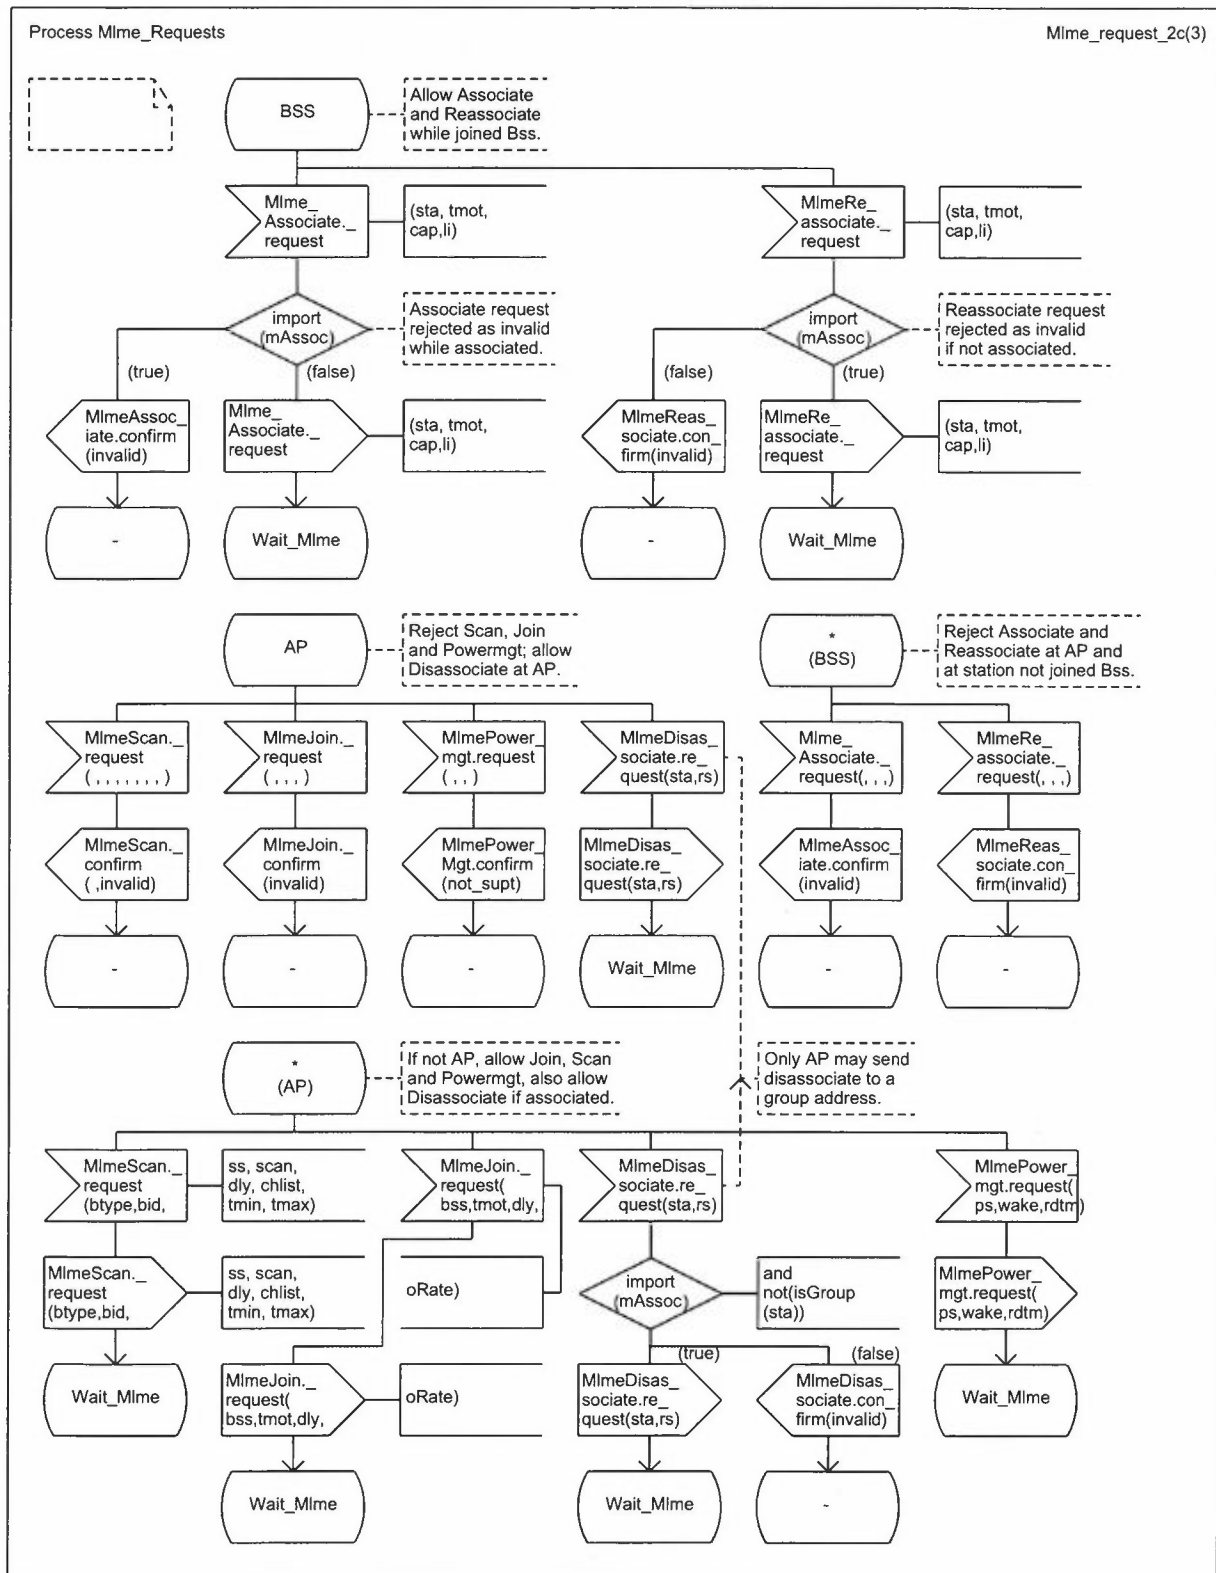 Process Mlme_Requests
Mlme_request_2c(3)
BSS
Allow Associate
and Reassociate
while joined Bss.
Mlme_
Associate._
request
(sta, tmot,
cap,li)
MlmeRe_
associate._
request
(sta, tmot,
cap,li)
import
(mAssoc)
Associate request
rejected as invalid
while associated.
import
(mAssoc)
Reassociate request
rejected as invalid
if not associated.
(true)
(false)
(false)
(true)
MlmeAssoc_
iate.confirm
(invalid)
Mlme_
Associate._
request
(sta, tmot,
cap,li)
MlmeReas_
sociate.con_
firm(invalid)
MlmeRe_
associate._
request
(sta, tmot,
cap,li)
-
Wait_Mlme
-
Wait_Mlme
AP
Reject Scan, Join
and Powermgt; allow
Disassociate at AP.
*
(BSS)
Reject Associate and
Reassociate at AP and
at station not joined Bss.
MlmeScan._
request
( , , , , , , , )
MlmeJoin._
request
( , , , )
MlmePower_
mgt.request
( , , )
MlmeDisas_
sociate.re_
quest(sta,rs)
Mlme_
Associate._
request(, , ,)
MlmeRe_
associate._
request(, , ,)
MlmeScan._
confirm
( ,invalid)
MlmeJoin._
confirm
(invalid)
MlmePower_
Mgt.confirm
(not_supt)
MlmeDisas_
sociate.re_
quest(sta,rs)
MlmeAssoc_
iate.confirm
(invalid)
MlmeReas_
sociate.con_
firm(invalid)
-
-
-
Wait_Mlme
-
-
*
(AP)
If not AP, allow Join, Scan
and Powermgt, also allow
Disassociate if associated.
Only AP may send
disassociate to a
group address.
MlmeScan._
request
(btype,bid,
ss, scan,
dly, chlist,
tmin, tmax)
MlmeJoin._
request(
bss,tmot,dly,
MlmeDisas_
sociate.re_
quest(sta,rs)
MlmePower_
mgt.request(
ps,wake,rdtm)
MlmeScan._
request
(btype,bid,
ss, scan,
dly, chlist,
tmin, tmax)
oRate)
import
(mAssoc)
and
not(isGroup
(sta))
MlmePower_
mgt.request(
ps,wake,rdtm)
(true)
(false)
Wait_Mlme
MlmeJoin._
request(
bss,tmot,dly,
oRate)
MlmeDisas_
sociate.re_
quest(sta,rs)
MlmeDisas_
sociate.con_
firm(invalid)
Wait_Mlme
Wait_Mlme
Wait_Mlme
-